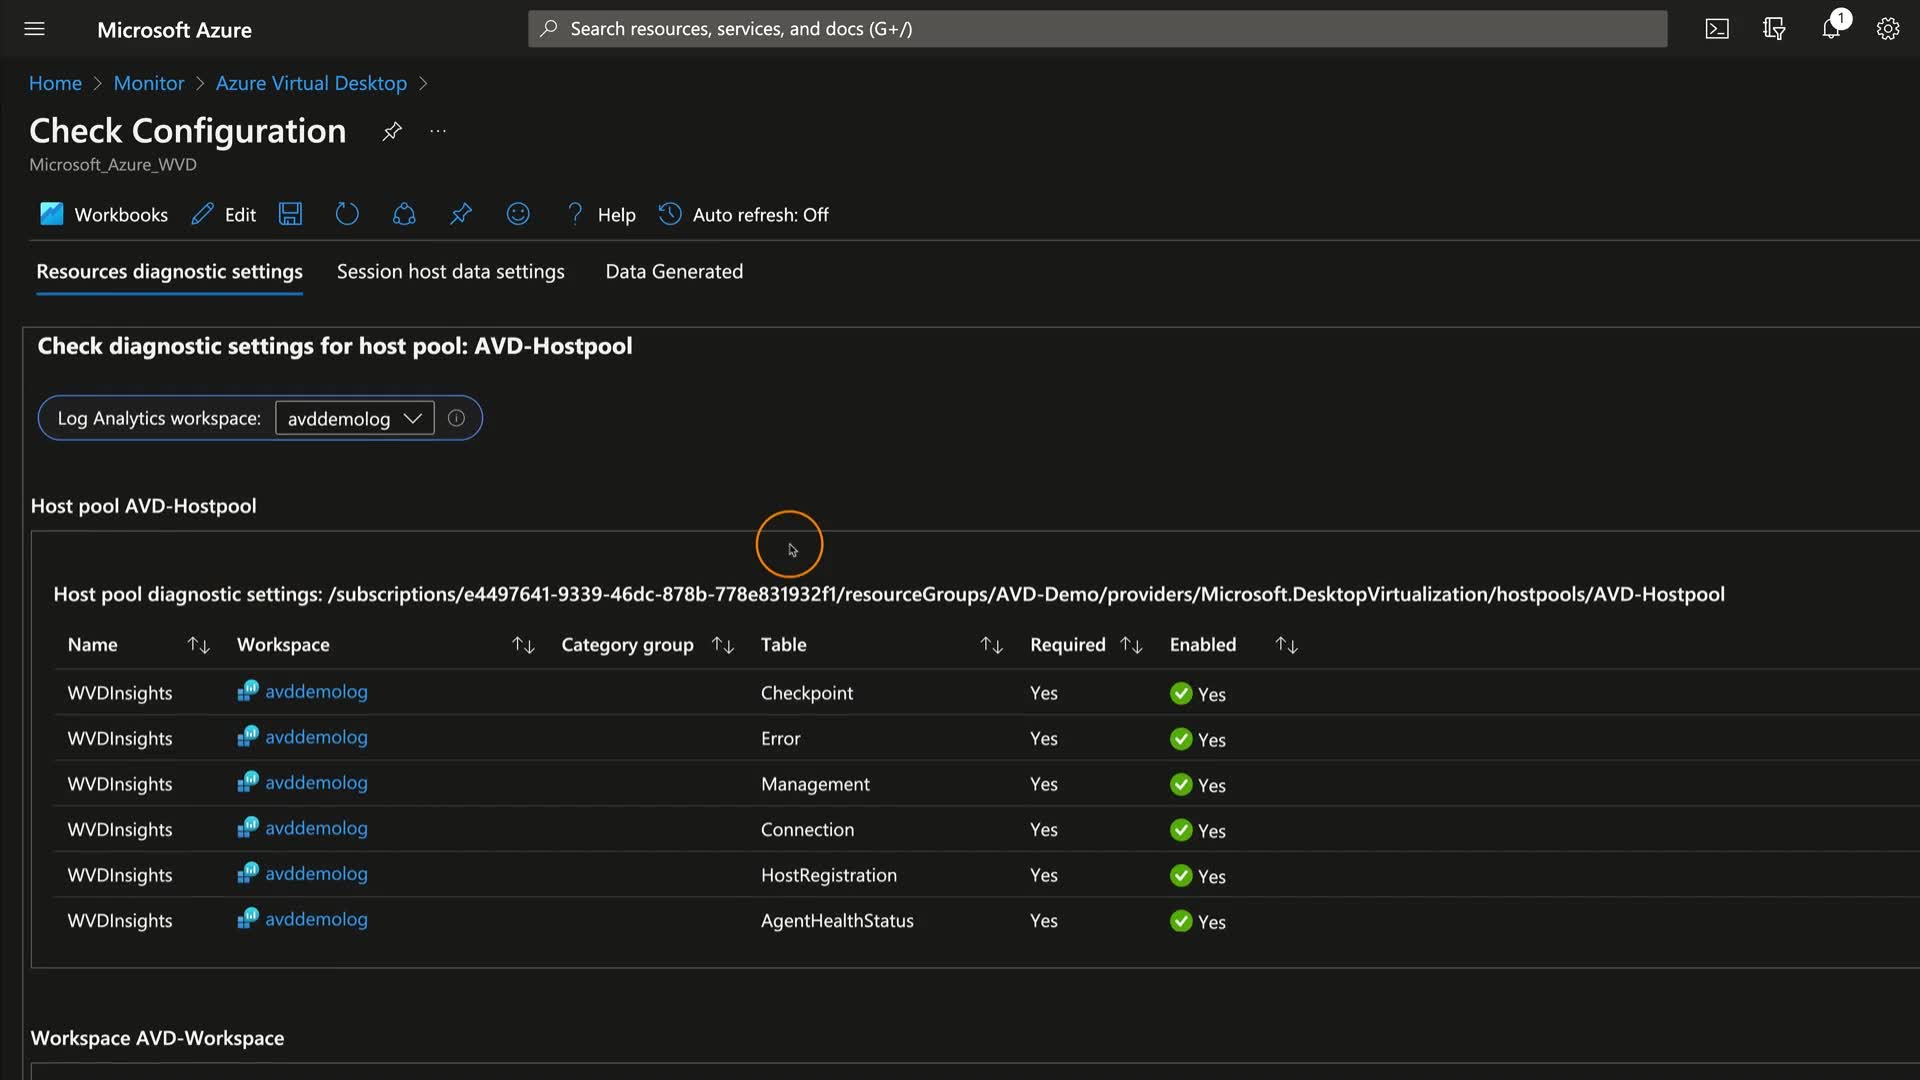 Microsoft Azure
Search resources, services, and docs (G+/)
1
Home > Monitor > Azure Virtual Desktop >
Check Configuration ...
Microsoft_Azure_WVD
Workbooks Edit ? Help Auto refresh: Off
Resources diagnostic settings Session host data settings Data Generated
Check diagnostic settings for host pool: AVD-Hostpool
Log Analytics workspace: avddemolog
Host pool AVD-Hostpool
Host pool diagnostic settings: /subscriptions/e4497641-9339-46dc-878b-778e831932f1/resourceGroups/AVD-Demo/providers/Microsoft.DesktopVirtualization/hostpools/AVD-Hostpool
Name ↑↓ Workspace ↑↓ Category group ↑↓ Table ↑↓ Required ↑↓ Enabled ↑↓
WVDInsights avddemolog Checkpoint Yes Yes
WVDInsights avddemolog Error Yes Yes
WVDInsights avddemolog Management Yes Yes
WVDInsights avddemolog Connection Yes Yes
WVDInsights avddemolog HostRegistration Yes Yes
WVDInsights avddemolog AgentHealthStatus Yes Yes
Workspace AVD-Workspace